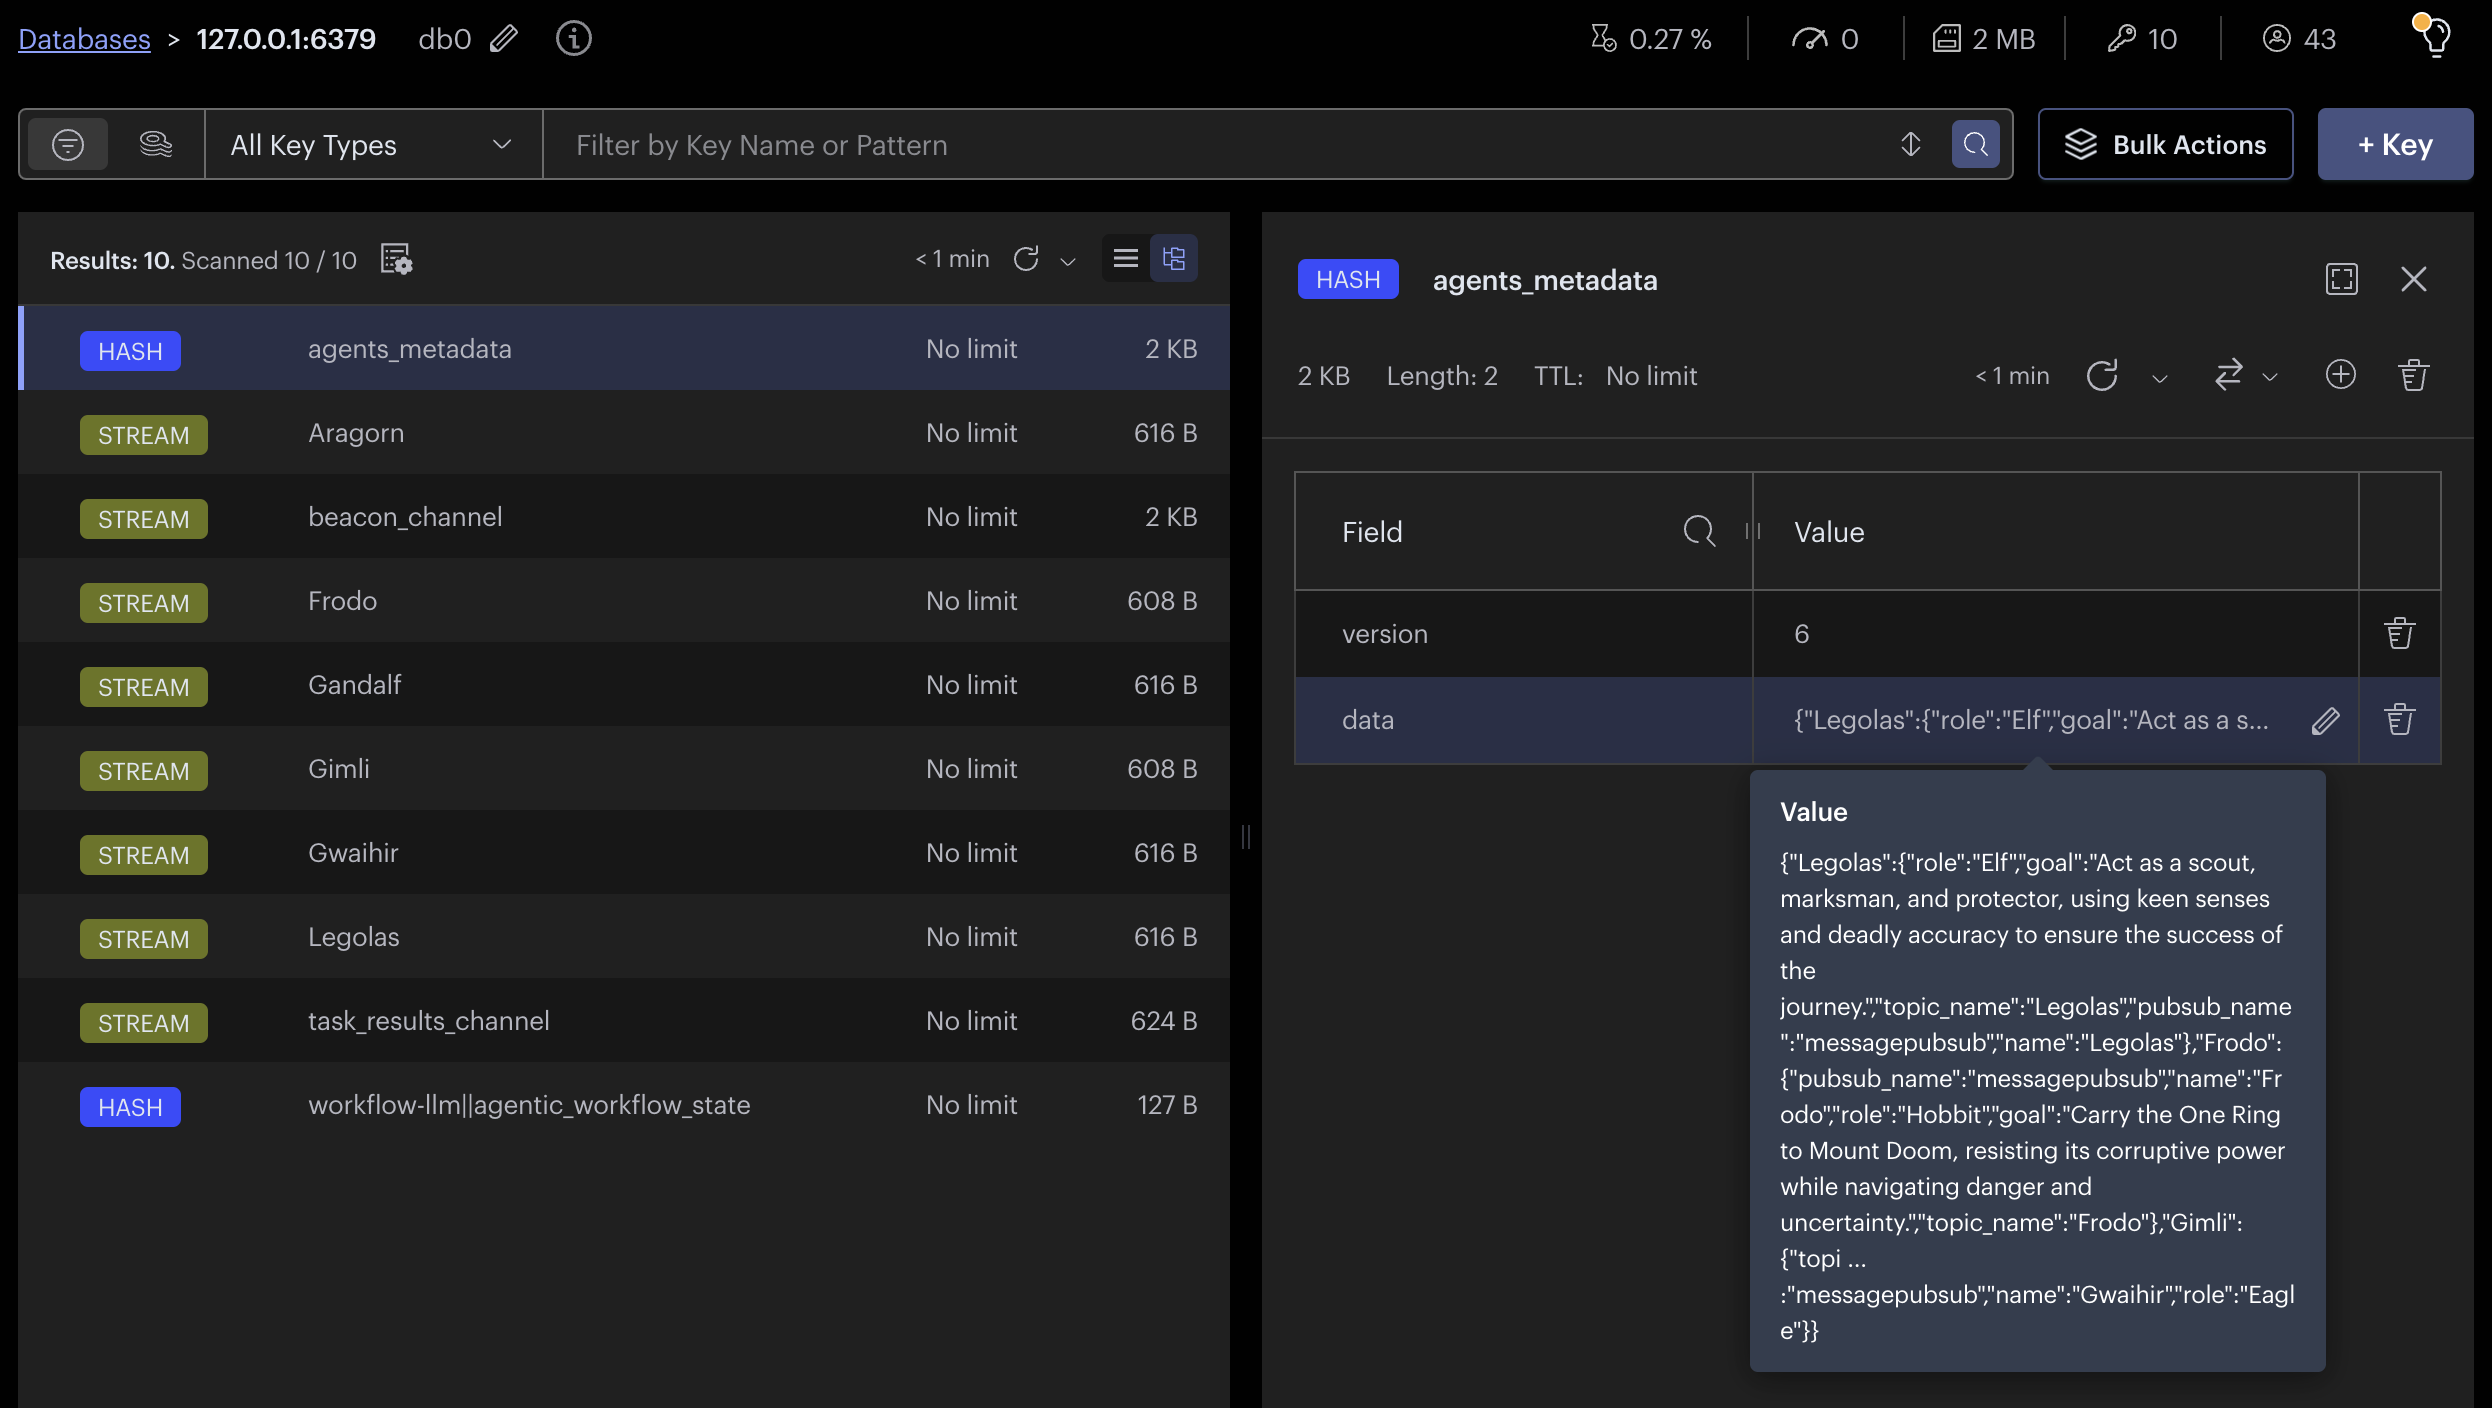 Databases > 127.0.0.1:6379 db0 0.27 % 0 2 MB 10 43
All Key Types Filter by Key Name or Pattern Bulk Actions + Key
Results: 10. Scanned 10 / 10 < 1 min
HASH agents_metadata No limit 2 KB
STREAM Aragorn No limit 616 B
STREAM beacon_channel No limit 2 KB
STREAM Frodo No limit 608 B
STREAM Gandalf No limit 616 B
STREAM Gimli No limit 608 B
STREAM Gwaihir No limit 616 B
STREAM Legolas No limit 616 B
STREAM task_results_channel No limit 624 B
HASH workflow-llm||agentic_workflow_state No limit 127 B
HASH agents_metadata
2 KB Length: 2 TTL: No limit < 1 min
Field Value
version 6
data {"Legolas":{"role":"Elf","goal":"Act as a s...
Value
{"Legolas":{"role":"Elf","goal":"Act as a scout,
marksman, and protector, using keen senses
and deadly accuracy to ensure the success of
the
journey.","topic_name":"Legolas","pubsub_name
":"messagepubsub","name":"Legolas"},"Frodo":
{"pubsub_name":"messagepubsub","name":"Fr
odo","role":"Hobbit","goal":"Carry the One Ring
to Mount Doom, resisting its corruptive power
while navigating danger and
uncertainty.","topic_name":"Frodo"},"Gimli":
{"topi ...
:"messagepubsub","name":"Gwaihir","role":"Eagl
e"}}